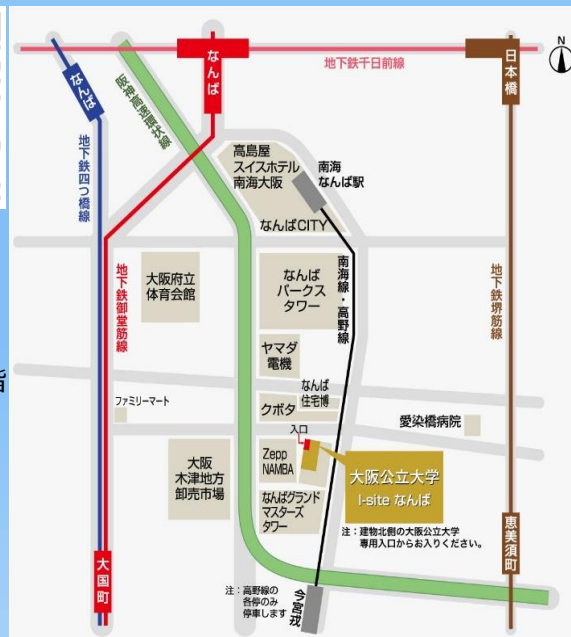 なんば
なんば
日本橋
N
地下鉄千日前線
阪神高速環状線
地下鉄四つ橋線
高島屋
スイスホテル
南海大阪
南海
なんば駅
なんばCITY
大阪府立
体育会館
なんば
パークス
タワー
南海線・高野線
地下鉄御堂筋線
地下鉄堺筋線
ヤマダ
電機
なんば
住宅博
ファミリーマート
クボタ
愛染橋病院
入口
大阪
木津地方
卸売市場
Zepp
NAMBA
大阪公立大学
I-site なんば
なんばグランド
マスターズ
タワー
注：建物北側の大阪公立大学
専用入口からお入りください。
恵美須町
大国町
注：高野線の
各停のみ
停車します
今宮戎